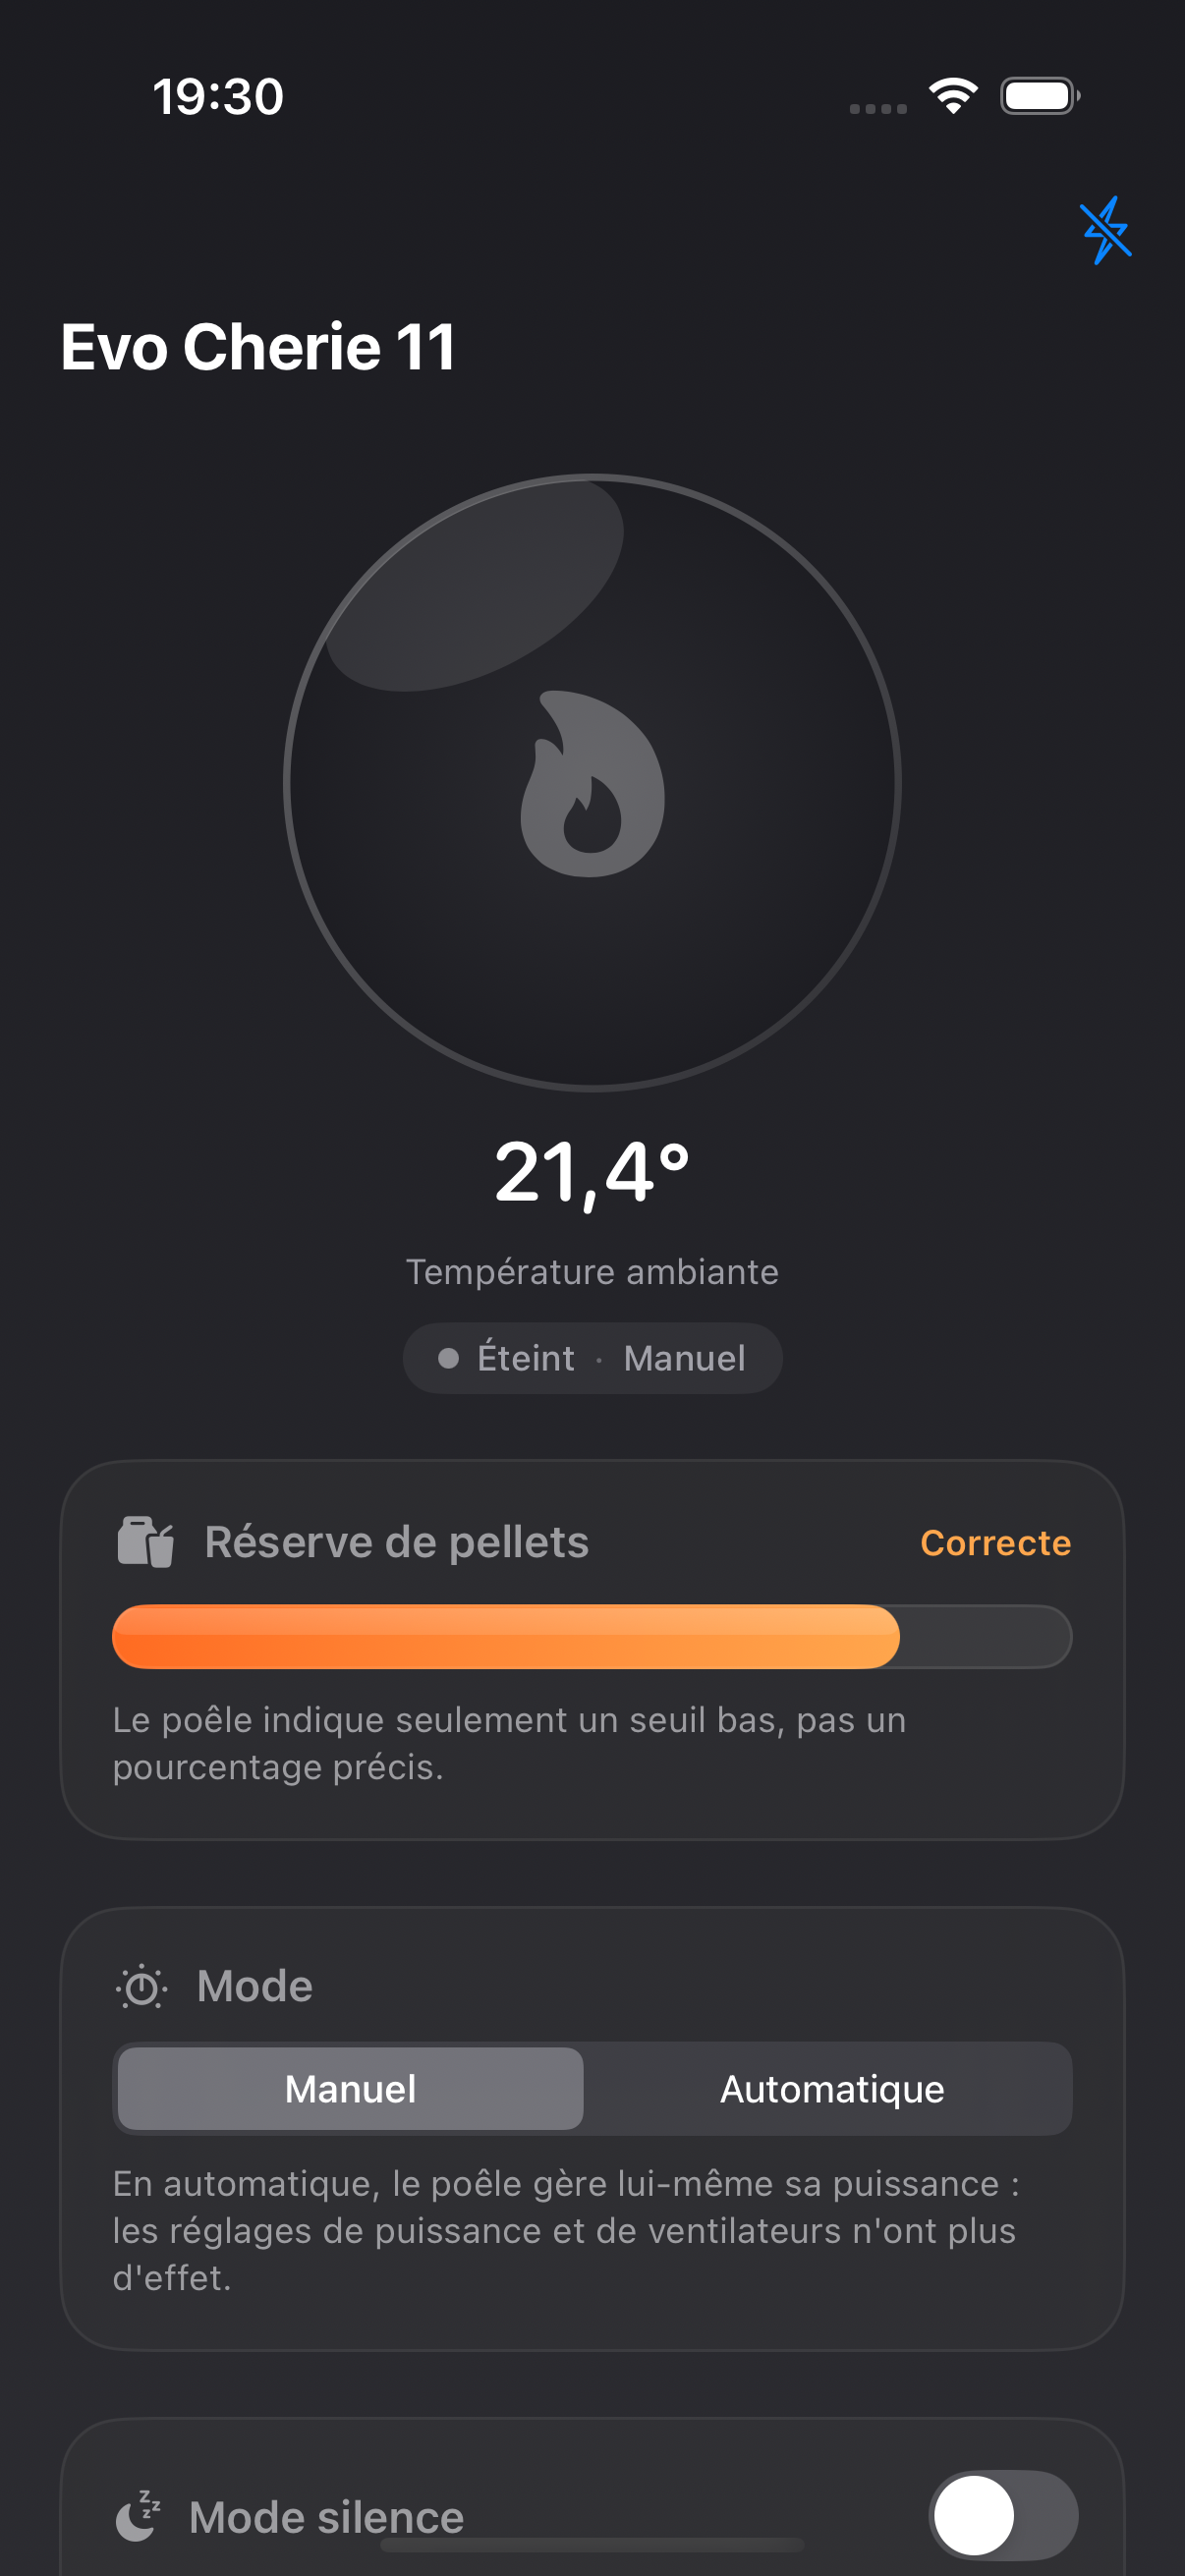 19:30
Evo Cherie 11
21,4°
Température ambiante
Éteint · Manuel
Réserve de pellets
Correcte
Le poêle indique seulement un seuil bas, pas un
pourcentage précis.
Mode
Manuel
Automatique
En automatique, le poêle gère lui-même sa puissance :
les réglages de puissance et de ventilateurs n'ont plus
d'effet.
Mode silence